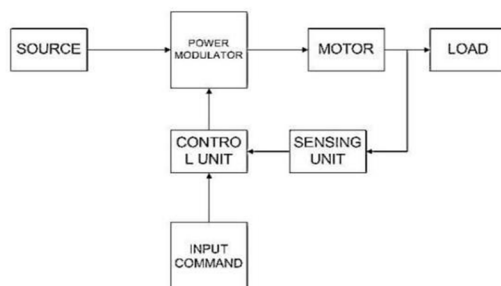 SOURCE
POWER
MODULATOR
MOTOR
LOAD
CONTRO
L UNIT
SENSING
UNIT
INPUT
COMMAND